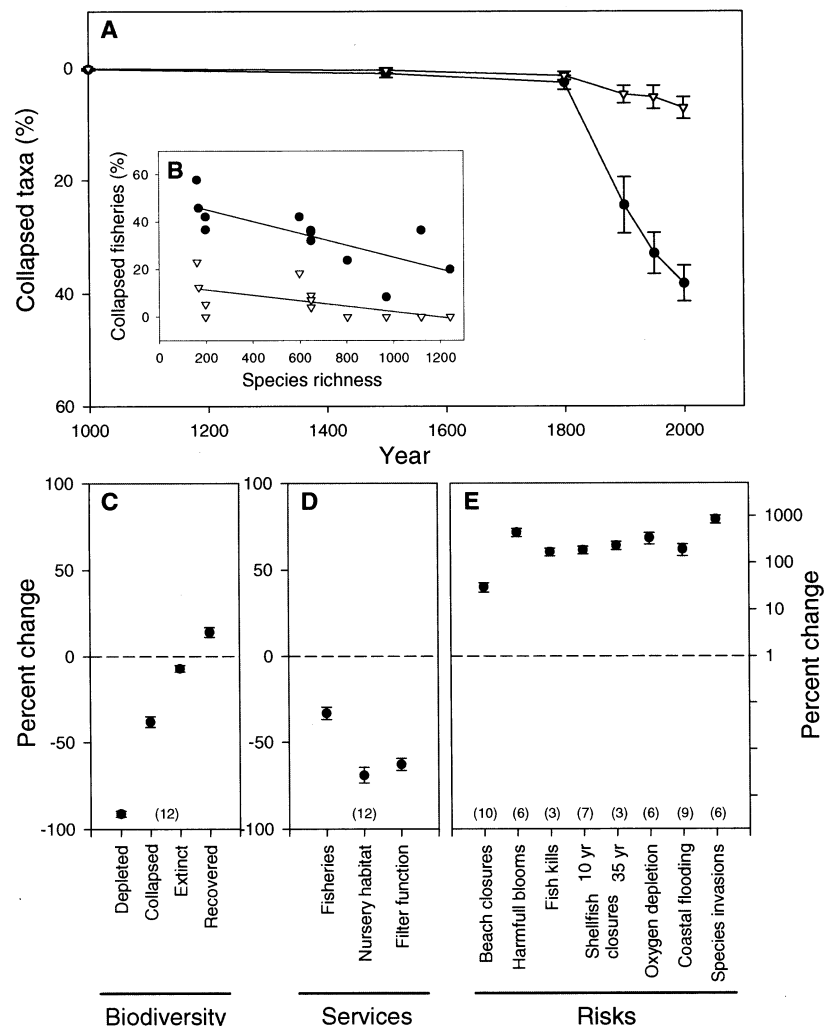 A
Collapsed taxa (%)
0
20
40
60
1000 1200 1400 1600 1800 2000
Year
B
Collapsed fisheries (%)
60
40
20
0
0 200 400 600 800 1000 1200
Species richness
C
Percent change
100
50
0
-50
-100
(12)
Depleted
Collapsed
Extinct
Recovered
Biodiversity
D
100
50
0
-50
-100
(12)
Fisheries
Nursery habitat
Filter function
Services
E
1000
100
10
1
Percent change
(10) (6) (3) (7) (3) (6) (9) (6)
Beach closures
Harmfull blooms
Fish kills
Shellfish 10 yr
closures 35 yr
Oxygen depletion
Coastal flooding
Species invasions
Risks